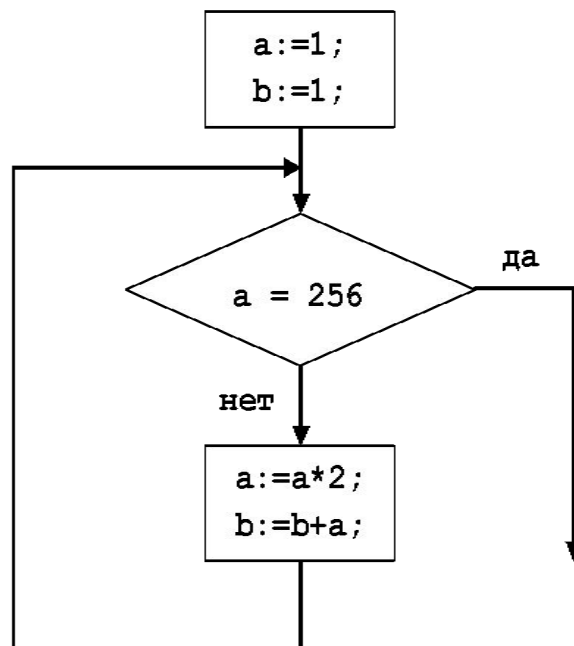 a:=1;
b:=1;
да
a = 256
нет
a:=a*2;
b:=b+a;